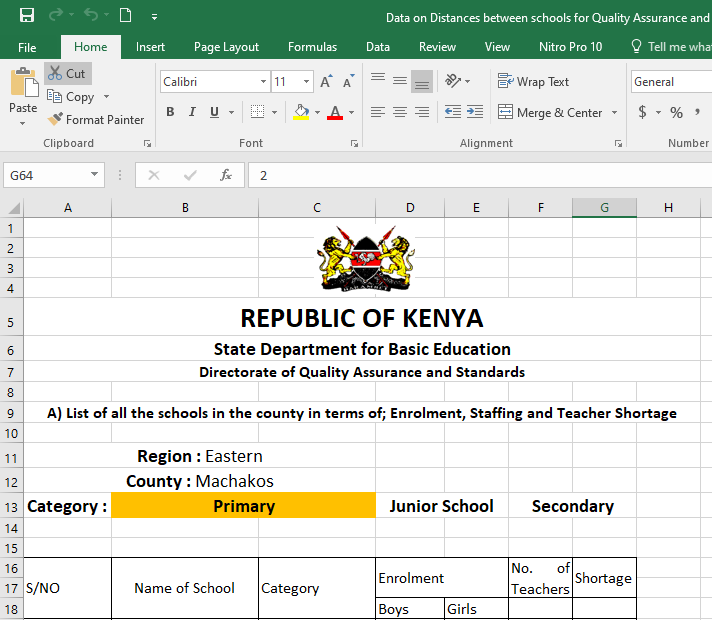 Data on Distances between schools for Quality Assurance and
File Home Insert Page Layout Formulas Data Review View Nitro Pro 10 Tell me what
Paste
Cut
Copy
Format Painter
Calibri 11 A A
B I U A
Wrap Text
Merge & Center
General
$ % ,
Clipboard Font Alignment Number
G64 fx 2
A B C D E F G H
1
2
3
4
HARAMBEE
5 REPUBLIC OF KENYA
6 State Department for Basic Education
7 Directorate of Quality Assurance and Standards
8
9 A) List of all the schools in the county in terms of; Enrolment, Staffing and Teacher Shortage
10
11 Region : Eastern
12 County : Machakos
13 Category : Primary Junior School Secondary
14
15
16 No. of
17 S/NO Name of School Category Enrolment Teachers Shortage
18 Boys Girls